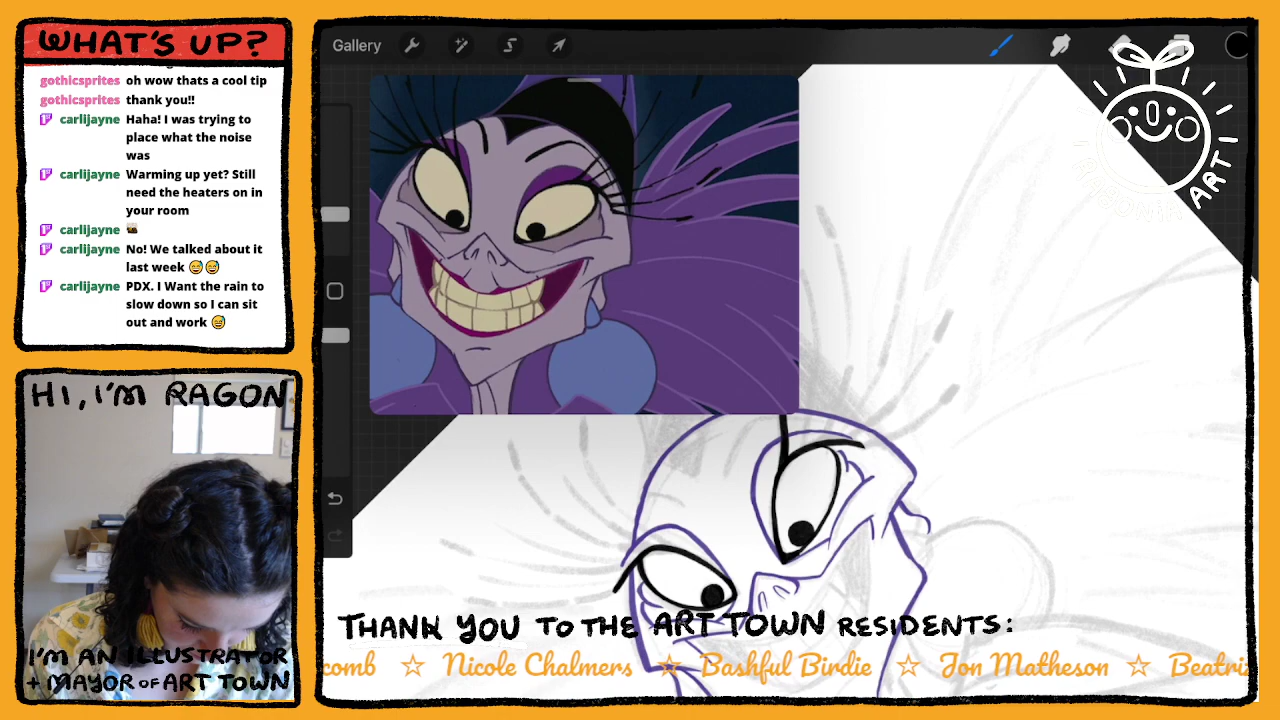 WHAT'S UP?
gothicsprites oh wow thats a cool tip
gothicsprites thank you!!
carlijayne Haha! I was trying to
place what the noise
was
carlijayne Warming up yet? Still
need the heaters on in
your room
carlijayne
carlijayne No! We talked about it
last week 😅😅
carlijayne PDX. I Want the rain to
slow down so I can sit
out and work 😅
HI, I'M RAGON
I'M AN ILLUSTRATOR
+ MAYOR OF ART TOWN
Gallery
RAGONIA ART
THANK YOU TO THE ART TOWN RESIDENTS:
comb ☆ Nicole Chalmers ☆ Bashful Birdie ☆ Jon Matheson ☆ Beatri